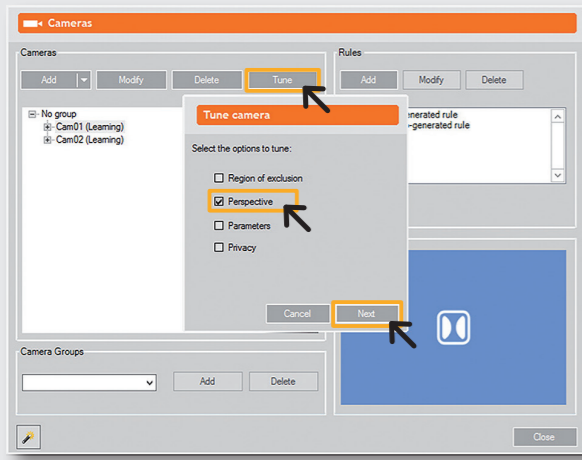 Cameras
Cameras
Add
Modify
Delete
Tune
No group
Cam01 (Learning)
Cam02 (Learning)
Camera Groups
Add
Delete
Tune camera
Select the options to tune:
Region of exclusion
Perspective
Parameters
Privacy
Cancel
Next
Rules
Add
Modify
Delete
rule
-generated rule
Close